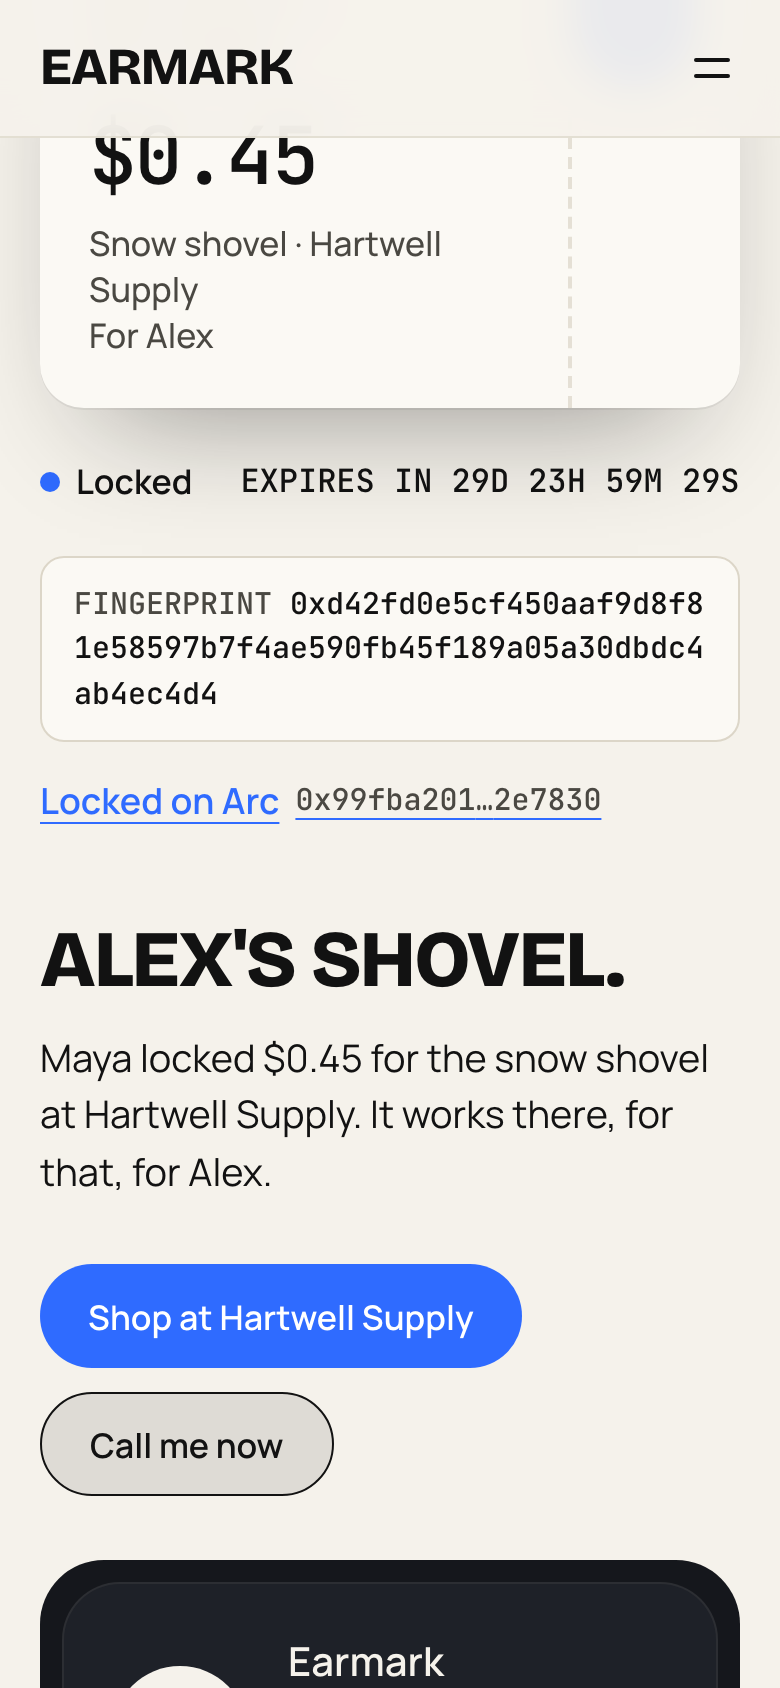 EARMARK
$0.45
Snow shovel · Hartwell
Supply
For Alex
Locked EXPIRES IN 29D 23H 59M 29S
FINGERPRINT 0xd42fd0e5cf450aaf9d8f8
1e58597b7f4ae590fb45f189a05a30dbdc4
ab4ec4d4
Locked on Arc 0x99fba201…2e7830
ALEX'S SHOVEL.
Maya locked $0.45 for the snow shovel
at Hartwell Supply. It works there, for
that, for Alex.
Shop at Hartwell Supply
Call me now
Earmark